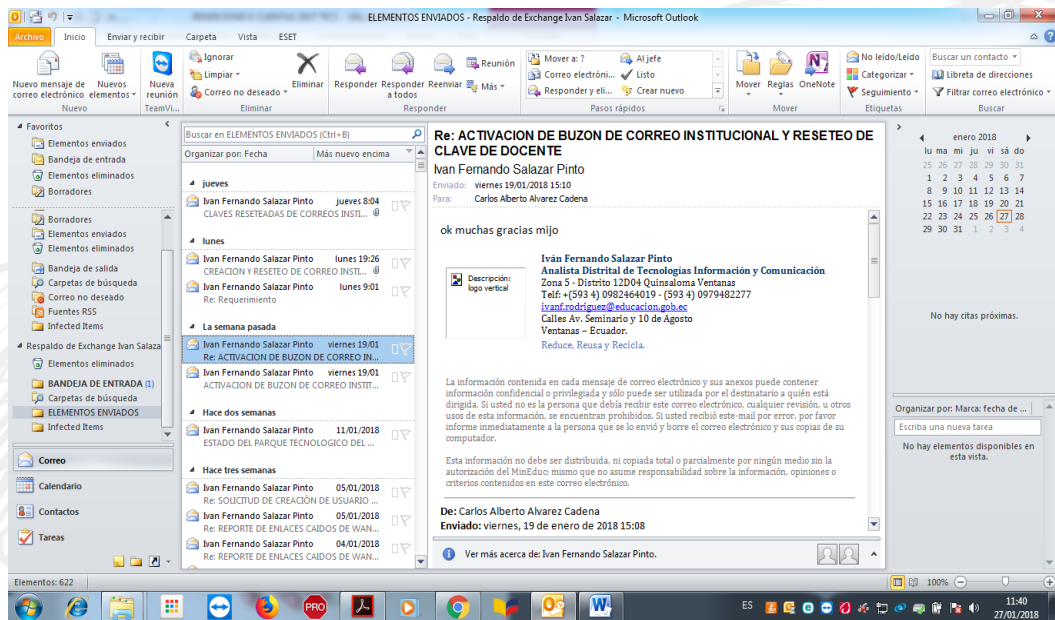 ELEMENTOS ENVIADOS - Respaldo de Exchange Ivan Salazar - Microsoft Outlook
Archivo Inicio Enviar y recibir Carpeta Vista ESET
Nuevo mensaje de correo electrónico
Nuevos elementos
Nuevo
Nueva reunión
TeamVi...
Ignorar
Limpiar
Correo no deseado
Eliminar
Eliminar
Responder
Responder a todos
Reenviar
Reunión
Más
Responder
Mover a: ?
Correo electróni...
Responder y eli...
Al jefe
Listo
Crear nuevo
Pasos rápidos
Mover
Reglas
OneNote
Mover
No leído/Leído
Categorizar
Seguimiento
Etiquetas
Buscar un contacto
Libreta de direcciones
Filtrar correo electrónico
Buscar
Favoritos
Elementos enviados
Bandeja de entrada
Elementos eliminados
Borradores
Borradores
Elementos enviados
Elementos eliminados
Bandeja de salida
Carpetas de búsqueda
Correo no deseado
Fuentes RSS
Infected Items
Respaldo de Exchange Ivan Salaza
Elementos eliminados
BANDEJA DE ENTRADA (1)
Carpetas de búsqueda
ELEMENTOS ENVIADOS
Infected Items
Correo
Calendario
Contactos
Tareas
Buscar en ELEMENTOS ENVIADOS (Ctrl+B)
Organizar por: Fecha Más nuevo encima
jueves
Ivan Fernando Salazar Pinto jueves 8:04
CLAVES RESETEADAS DE CORREOS INSTI...
lunes
Ivan Fernando Salazar Pinto lunes 19:26
CREACION Y RESETEO DE CORREO INSTI...
Ivan Fernando Salazar Pinto lunes 9:01
Re: Requerimiento
La semana pasada
Ivan Fernando Salazar Pinto viernes 19/01
Re: ACTIVACION DE BUZON DE CORREO IN...
Ivan Fernando Salazar Pinto viernes 19/01
ACTIVACION DE BUZON DE CORREO INSTIT...
Hace dos semanas
Ivan Fernando Salazar Pinto 11/01/2018
ESTADO DEL PARQUE TECNOLOGICO DEL ...
Hace tres semanas
Ivan Fernando Salazar Pinto 05/01/2018
Re: SOLICITUD DE CREACIÓN DE USUARIO ...
Ivan Fernando Salazar Pinto 05/01/2018
Re: REPORTE DE ENLACES CAIDOS DE WAN...
Ivan Fernando Salazar Pinto 04/01/2018
Re: REPORTE DE ENLACES CAIDOS DE WAN...
Re: ACTIVACION DE BUZON DE CORREO INSTITUCIONAL Y RESETEO DE
CLAVE DE DOCENTE
Ivan Fernando Salazar Pinto
Enviado: viernes 19/01/2018 15:10
Para: Carlos Alberto Alvarez Cadena
ok muchas gracias mijo
Descripción:
logo vertical
Iván Fernando Salazar Pinto
Analista Distrital de Tecnologías Información y Comunicación
Zona 5 - Distrito 12D04 Quinsaloma Ventanas
Telf: +(593 4) 0982464019 - (593 4) 0979482277
ivanf.rodriguez@educacion.gob.ec
Calles Av. Seminario y 10 de Agosto
Ventanas – Ecuador.
Reduce, Reusa y Recicla.
La información contenida en cada mensaje de correo electrónico y sus anexos puede contener
información confidencial o privilegiada y sólo puede ser utilizada por el destinatario a quién está
dirigida. Si usted no es la persona que debía recibir este correo electrónico, cualquier revisión, u otros
usos de esta información, se encuentran prohibidos. Si usted recibió este-mail por error, por favor
informe inmediatamente a la persona que se lo envió y borre el correo electrónico y sus copias de su
computador.
Esta información no debe ser distribuida, ni copiada total o parcialmente por ningún medio sin la
autorización del MinEduc; mismo que no asume responsabilidad sobre la información, opiniones o
criterios contenidos en este correo electrónico.
De: Carlos Alberto Alvarez Cadena
Enviado: viernes, 19 de enero de 2018 15:08
Ver más acerca de: Ivan Fernando Salazar Pinto.
enero 2018
lu ma mi ju vi sá do
25 26 27 28 29 30 31
1 2 3 4 5 6 7
8 9 10 11 12 13 14
15 16 17 18 19 20 21
22 23 24 25 26 27 28
29 30 31 1 2 3 4
No hay citas próximas.
Organizar por: Marca: fecha de ...
Escriba una nueva tarea
No hay elementos disponibles en
esta vista.
Elementos: 622
100%
PRO
ES
11:40
27/01/2018